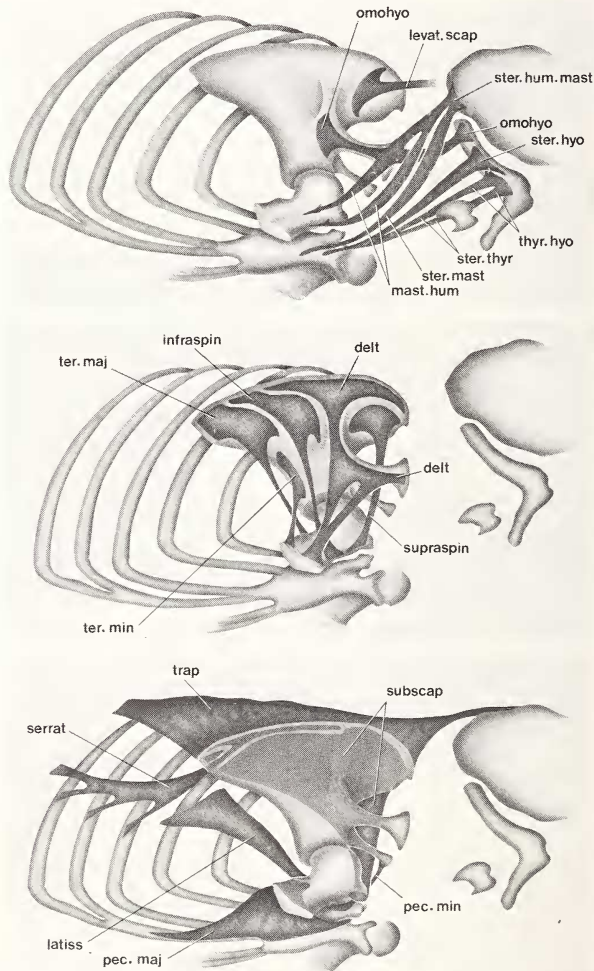 omohyo
levat.scap
ster.hum.mast
omohyo
ster.hyo
thyr.hyo
ster.thyr
ster.mast
mast.hum
infraspin
delt
ter.maj
delt
supraspin
ter.min
trap
subscap
serrat
pec.min
latiss
pec.maj